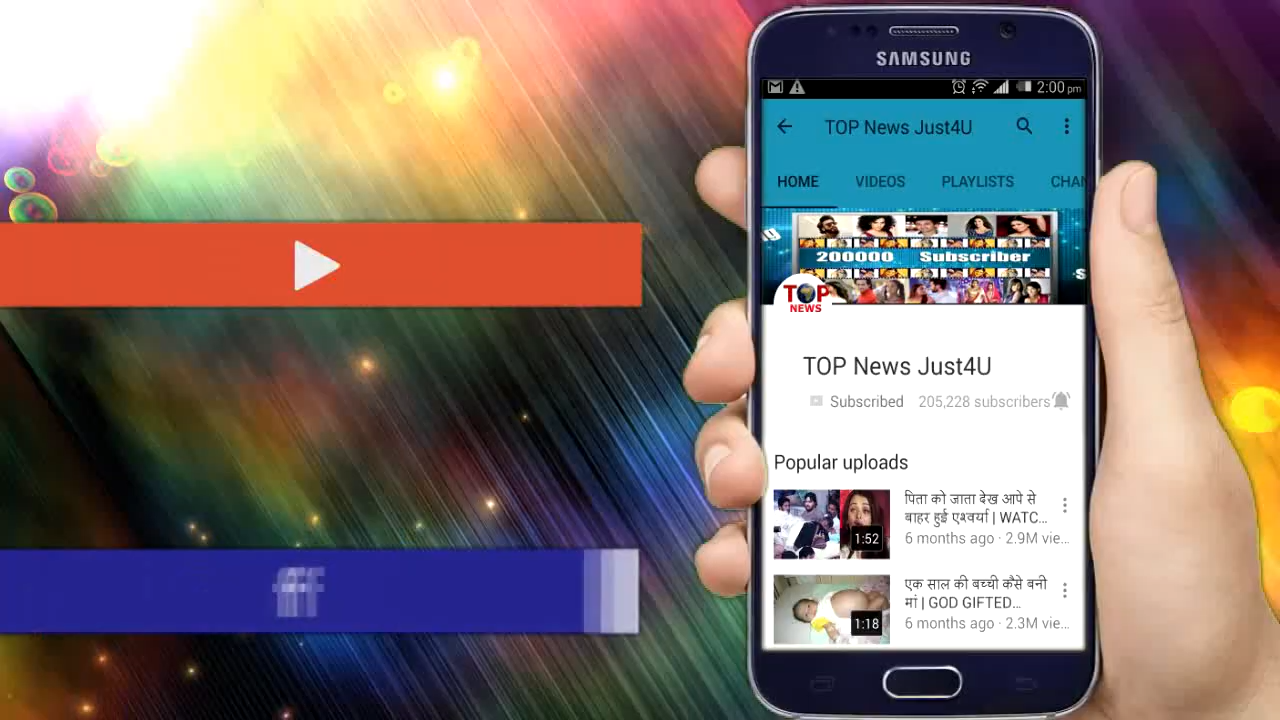 SAMSUNG
2:00 pm
TOP News Just4U
HOME VIDEOS PLAYLISTS CHAN
200000 Subscriber
TOP
NEWS
TOP News Just4U
Subscribed 205,228 subscribers
Popular uploads
पिता को जाता देख आपे से
बाहर हुई एश्वर्या | WATC...
6 months ago · 2.9M vie...
1:52
एक साल की बच्ची कैसे बनी
मां | GOD GIFTED...
6 months ago · 2.3M vie...
1:18